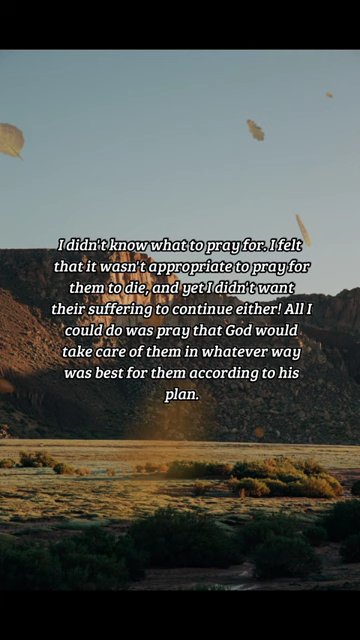 I didn't know what to pray for. I felt
that it wasn't appropriate to pray for
them to die, and yet I didn't want
their suffering to continue either! All I
could do was pray that God would
take care of them in whatever way
was best for them according to his
plan.